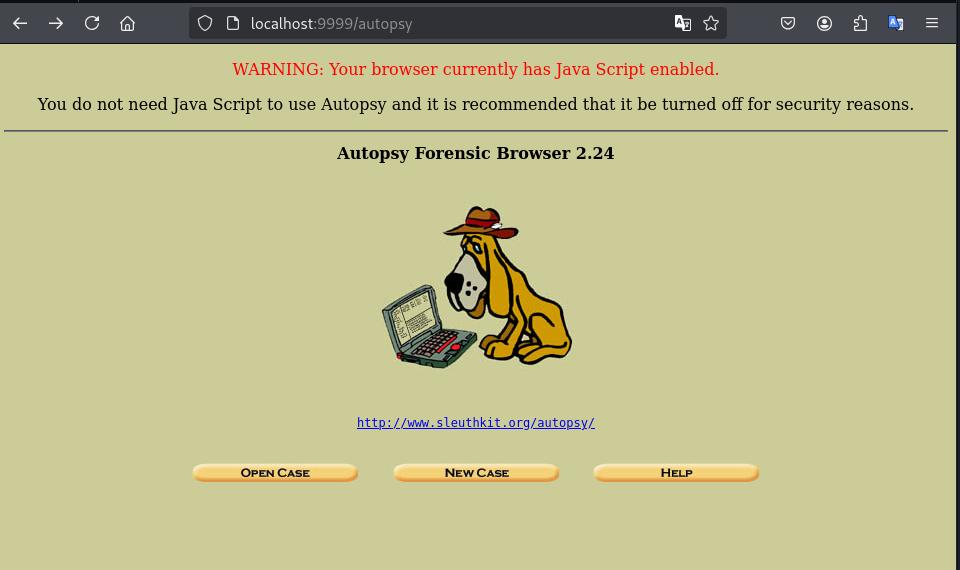 localhost:9999/autopsy
WARNING: Your browser currently has Java Script enabled.
You do not need Java Script to use Autopsy and it is recommended that it be turned off for security reasons.
Autopsy Forensic Browser 2.24
http://www.sleuthkit.org/autopsy/
OPEN CASE
NEW CASE
HELP